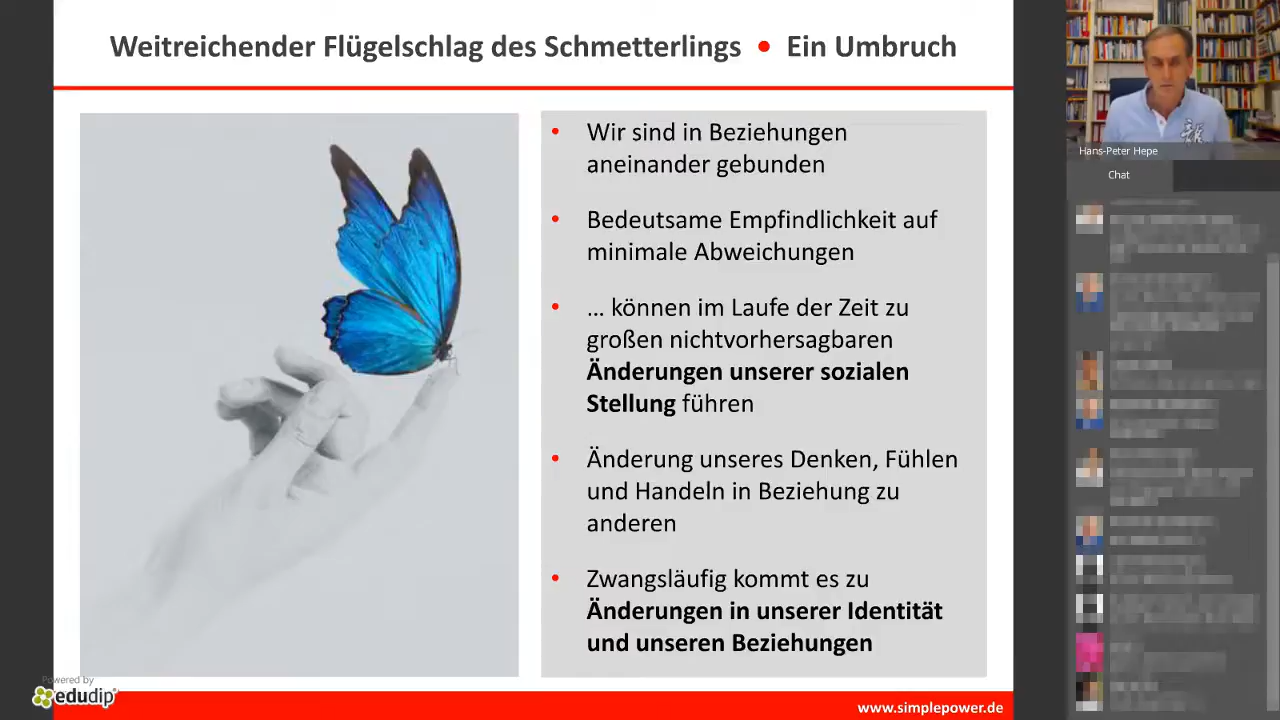 Weitreichender Flügelschlag des Schmetterlings • Ein Umbruch
• Wir sind in Beziehungen
aneinander gebunden
• Bedeutsame Empfindlichkeit auf
minimale Abweichungen
• … können im Laufe der Zeit zu
großen nichtvorhersagbaren
Änderungen unserer sozialen
Stellung führen
• Änderung unseres Denken, Fühlen
und Handeln in Beziehung zu
anderen
• Zwangsläufig kommt es zu
Änderungen in unserer Identität
und unseren Beziehungen
Powered by
edudip
www.simplepower.de
Hans-Peter Hepe
Chat